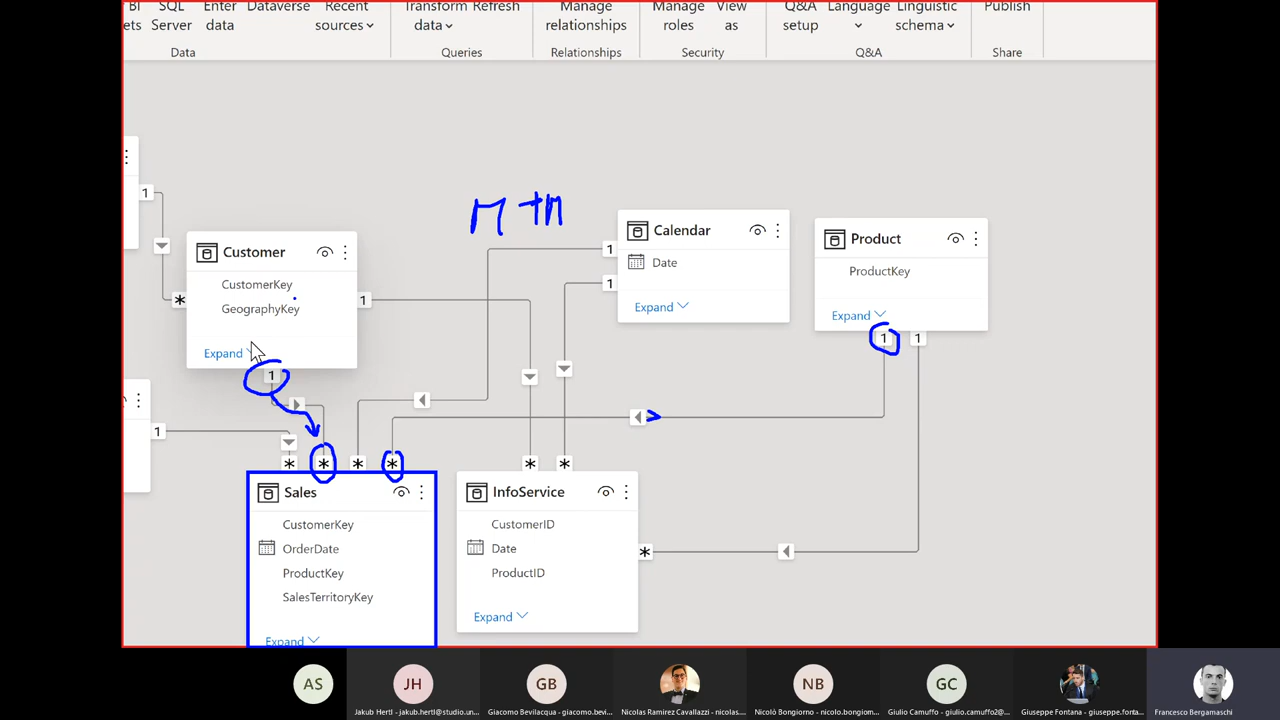 BI SQL Enter Dataverse Recent Transform Refresh Manage Manage View Q&A Language Linguistic Publish
ets Server data sources data relationships roles as setup schema
Data Queries Relationships Security Q&A Share
M
1
Customer
CustomerKey
GeographyKey
Expand
Calendar
Date
Expand
Product
ProductKey
Expand
1
1
1
*
1
1
1
1
1
* * * *
* *
Sales
CustomerKey
OrderDate
ProductKey
SalesTerritoryKey
Expand
InfoService
CustomerID
Date
ProductID
Expand
*
AS
JH
GB
NB
GC
Jakub Hertl - jakub.hertl@studio.un...
Giacomo Bevilacqua - giacomo.bevi...
Nicolas Ramirez Cavallazzi - nicolas...
Nicolò Bongiorno - nicolo.bongiorn...
Giulio Camuffo - giulio.camuffo2@...
Giuseppe Fontana - giuseppe.fonta...
Francesco Bergamaschi